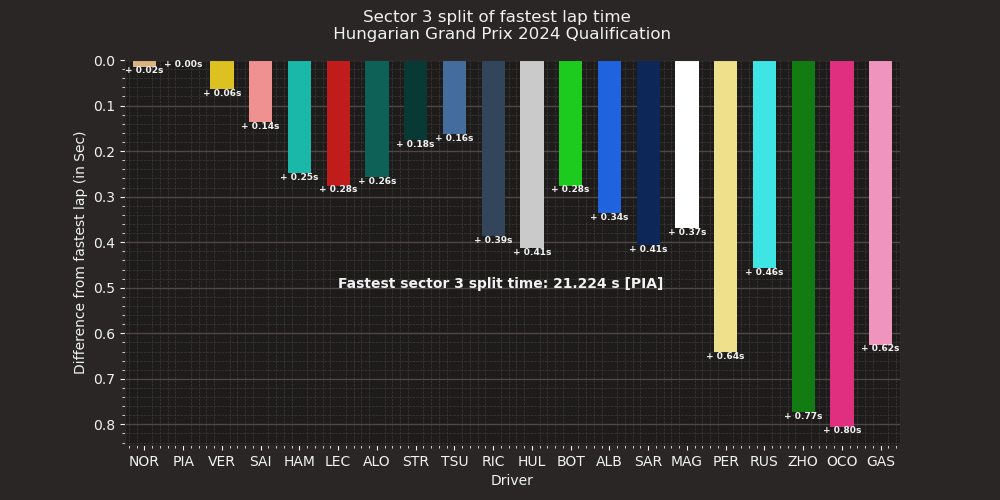 Sector 3 split of fastest lap time
Hungarian Grand Prix 2024 Qualification
Difference from fastest lap (in Sec)
0.0
0.1
0.2
0.3
0.4
0.5
0.6
0.7
0.8
+ 0.02s
+ 0.00s
+ 0.06s
+ 0.14s
+ 0.25s
+ 0.28s
+ 0.26s
+ 0.18s
+ 0.16s
+ 0.39s
+ 0.41s
+ 0.28s
+ 0.34s
+ 0.41s
+ 0.37s
+ 0.64s
+ 0.46s
+ 0.77s
+ 0.80s
+ 0.62s
Fastest sector 3 split time: 21.224 s [PIA]
NOR PIA VER SAI HAM LEC ALO STR TSU RIC HUL BOT ALB SAR MAG PER RUS ZHO OCO GAS
Driver